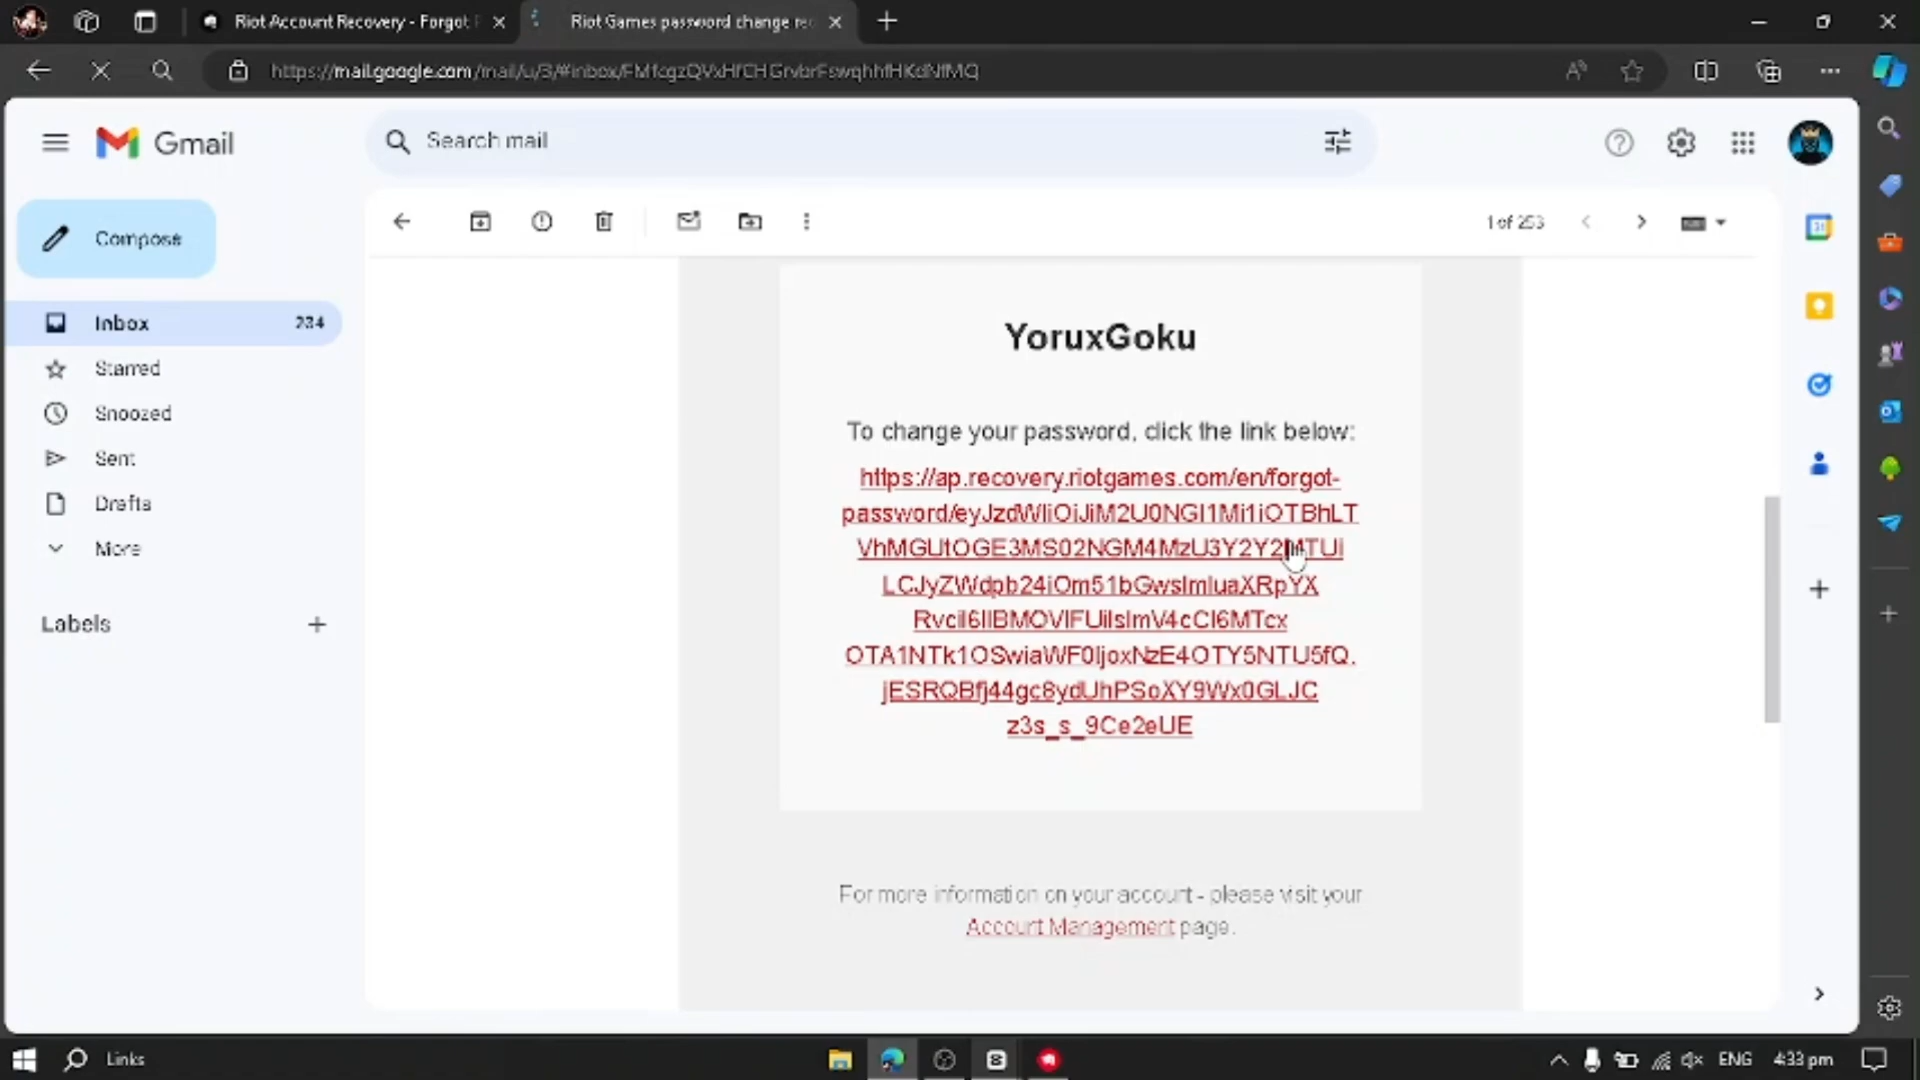 Riot Account Recovery - Forgot P
Riot Games password change re
https://mail.google.com/mail/u/3/#inbox/FMfcgzQVxHfCHGrvbrFswqhhfHKdNfMQ
Gmail
Search mail
Compose
1 of 253
Inbox 234
Starred
Snoozed
Sent
Drafts
More
Labels
YoruxGoku
To change your password, click the link below:
https://ap.recovery.riotgames.com/en/forgot-
password/eyJzdWIiOiJiM2U0NGI1Mi1iOTBhLT
VhMGUtOGE3MS02NGM4MzU3Y2Y2MTUi
LCJyZWdpb24iOm51bGwsImluaXRpYX
RvciI6IlBMQVlFUiIsImV4cCI6MTcx
OTA1NTk1OSwiaWF0IjoxNzE4OTY5NTU5fQ.
jESRQBfj44gc8ydUhPSoXY9Wx0GLJC
z3s_s_9Ce2eUE
For more information on your account - please visit your
Account Management page.
Links
ENG
4:33 pm